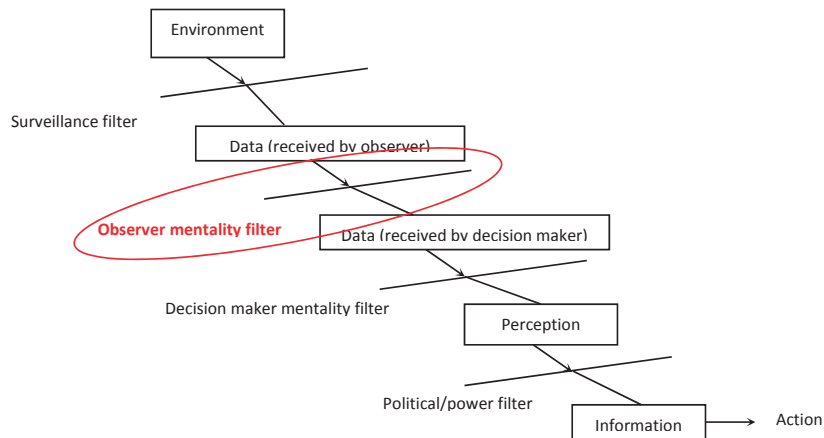 Environment
Surveillance filter
Data (received by observer)
Observer mentality filter
Data (received by decision maker)
Decision maker mentality filter
Perception
Political/power filter
Information
Action